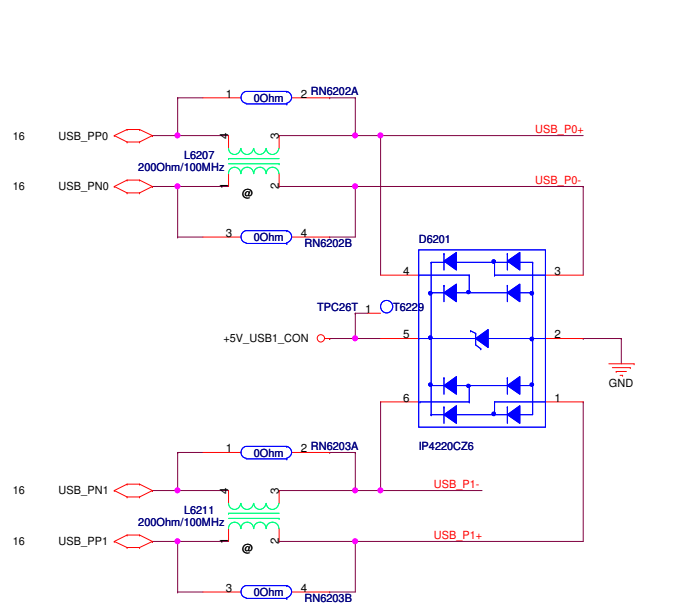 1 0Ohm 2 RN6202A
16 USB_PP0 4 3 USB_P0+
L6207
200Ohm/100MHz
16 USB_PN0 1 2 USB_P0-
@
3 0Ohm 4
RN6202B
D6201
4 3
TPC26T 1 T6229
+5V_USB1_CON 5 2
GND
6 1
IP4220CZ6
1 0Ohm 2 RN6203A
16 USB_PN1 4 3 USB_P1-
L6211
200Ohm/100MHz
16 USB_PP1 1 2 USB_P1+
@
3 0Ohm 4
RN6203B